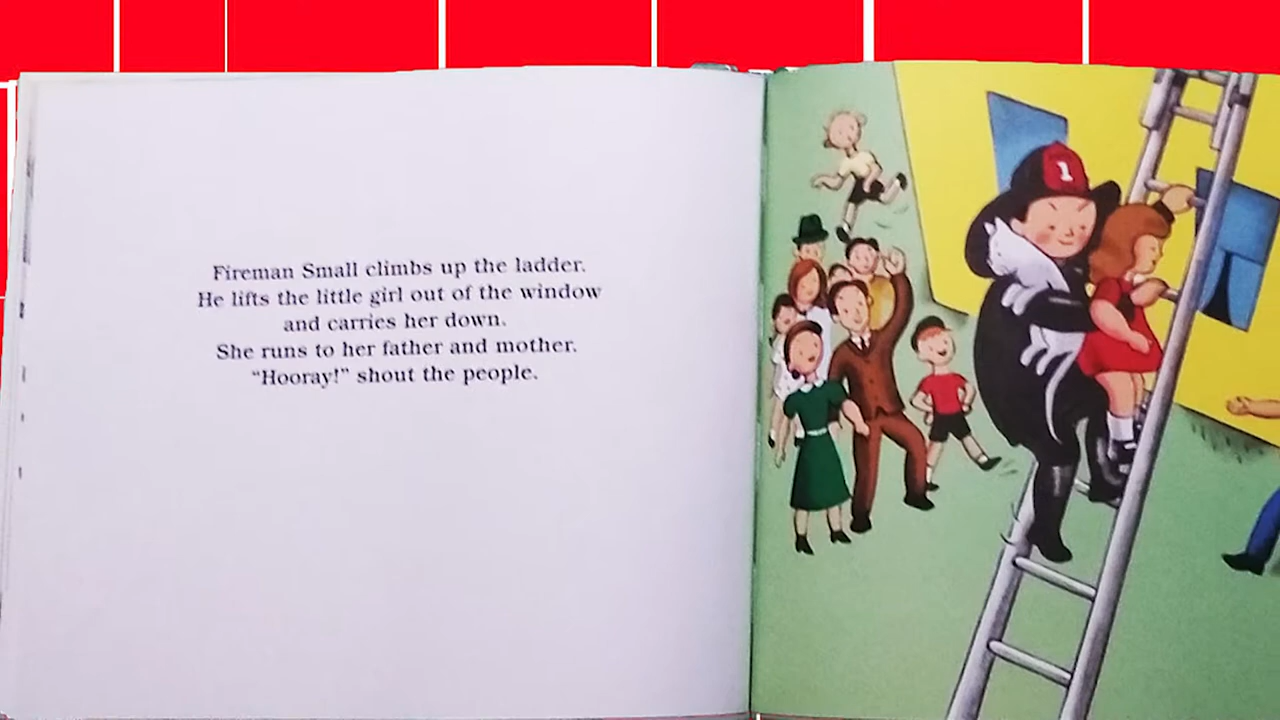 Fireman Small climbs up the ladder.
He lifts the little girl out of the window
and carries her down.
She runs to her father and mother.
“Hooray!” shout the people.
1